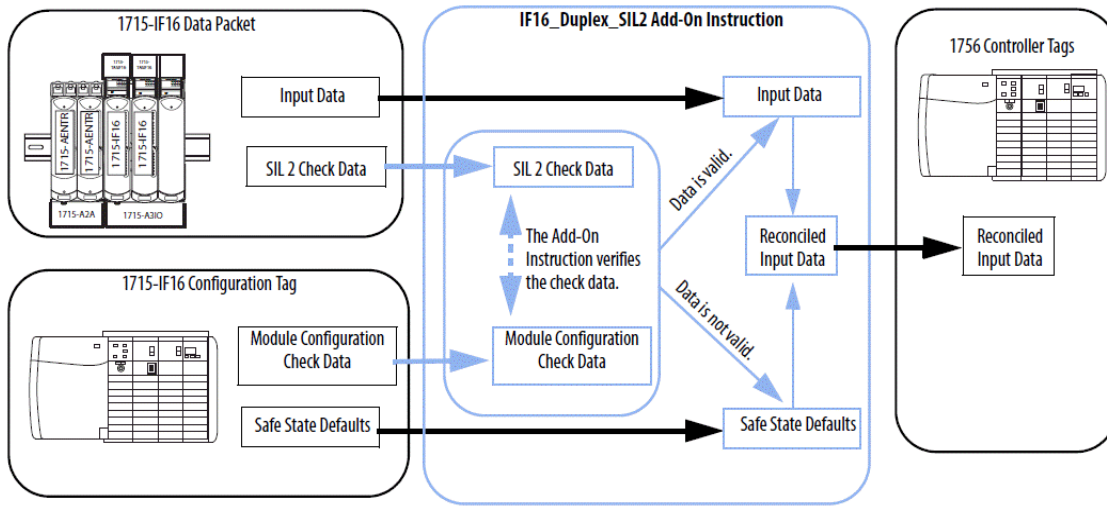 1715-IF16 Data Packet
1715-AENTR
1715-AENTR
1715-IF16
1715-IF16
1715-A2A
1715-A3IO
Input Data
SIL 2 Check Data
1715-IF16 Configuration Tag
Module Configuration
Check Data
Safe State Defaults
IF16_Duplex_SIL2 Add-On Instruction
Input Data
SIL 2 Check Data
The Add-On
Instruction verifies
the check data.
Module Configuration
Check Data
Data is valid.
Data is not valid.
Reconciled
Input Data
Safe State Defaults
1756 Controller Tags
Reconciled
Input Data